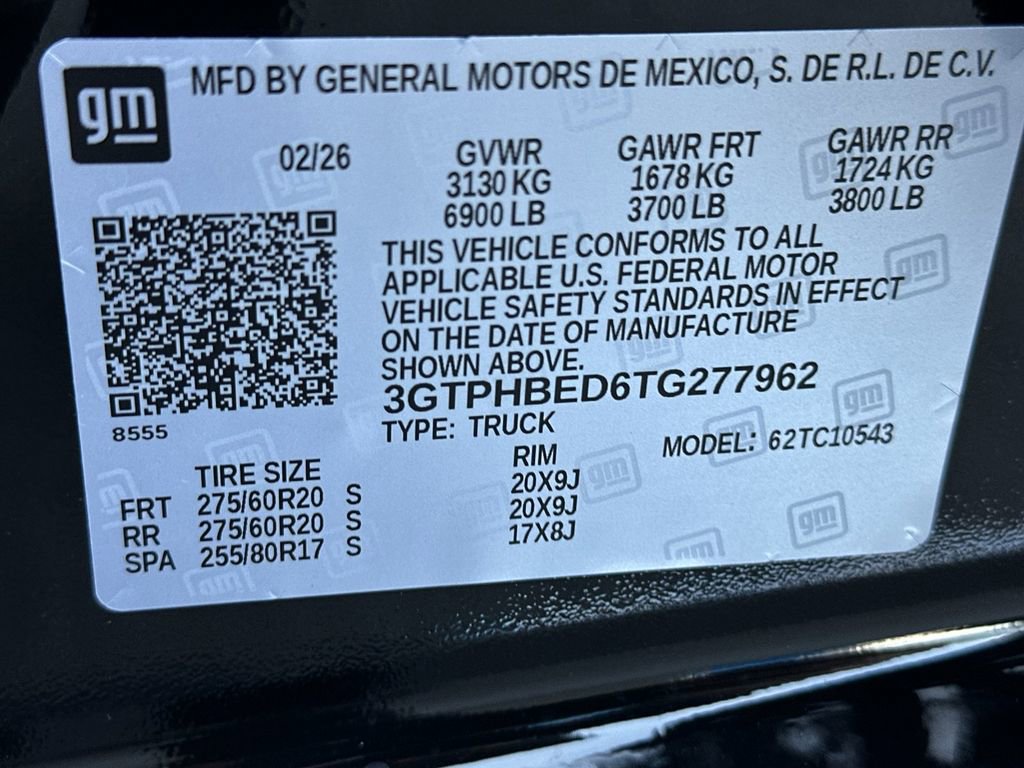 gm
MFD BY GENERAL MOTORS DE MEXICO, S. DE R.L. DE C.V.
02/26 GVWR GAWR FRT GAWR RR
3130 KG 1678 KG 1724 KG
6900 LB 3700 LB 3800 LB
THIS VEHICLE CONFORMS TO ALL
APPLICABLE U.S. FEDERAL MOTOR
VEHICLE SAFETY STANDARDS IN EFFECT
ON THE DATE OF MANUFACTURE
SHOWN ABOVE.
3GTPHBED6TG277962
8555
TYPE: TRUCK MODEL: 62TC10543
TIRE SIZE RIM
FRT 275/60R20 S 20X9J
RR 275/60R20 S 20X9J
SPA 255/80R17 S 17X8J